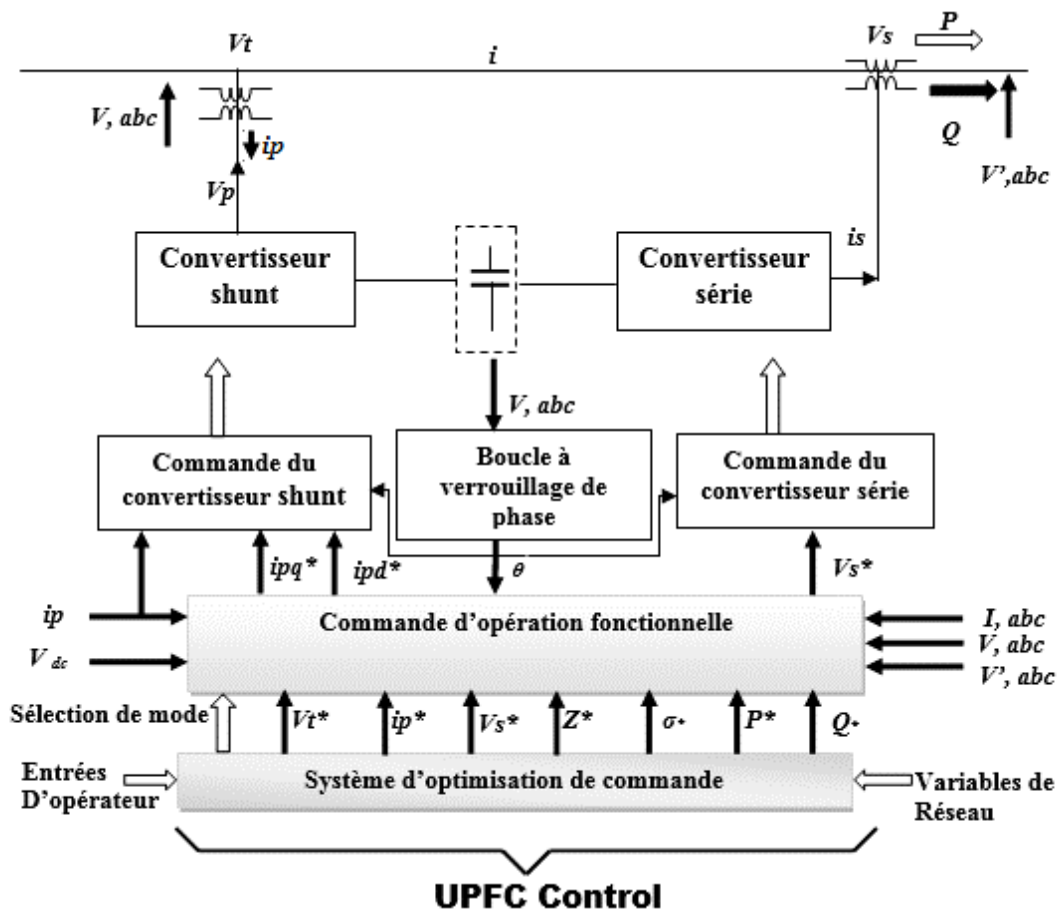 Vt
i
Vs
P
V, abc
ip
Q
V',abc
Vp
Convertisseur
shunt
Convertisseur
série
is
V, abc
Commande du
convertisseur shunt
Boucle à
verrouillage de
phase
Commande du
convertisseur série
ipq*
ipd*
θ
Vs*
ip
Commande d'opération fonctionnelle
I, abc
V, abc
V dc
V', abc
Sélection de mode
Vt*
ip*
Vs*
Z*
σ*
P*
Q*
Entrées
D'opérateur
Système d'optimisation de commande
Variables de
Réseau
UPFC Control